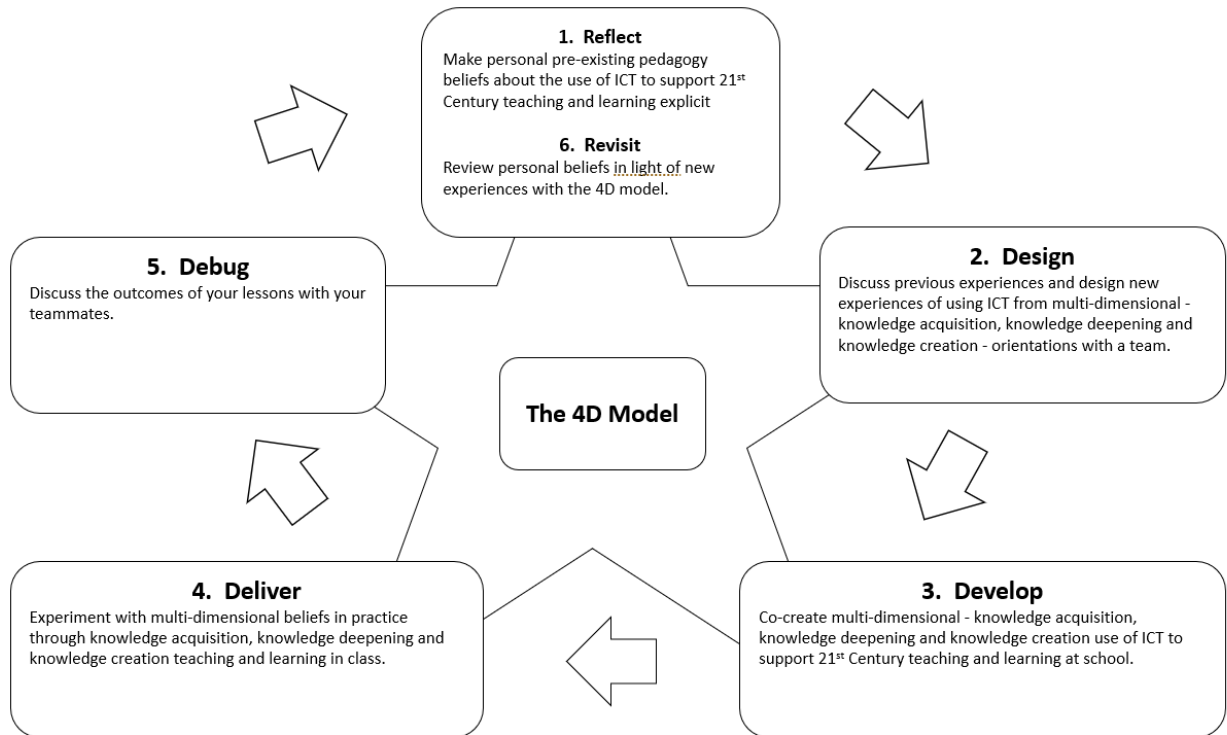 1. Reflect
Make personal pre-existing pedagogy
beliefs about the use of ICT to support 21st
Century teaching and learning explicit
6. Revisit
Review personal beliefs in light of new
experiences with the 4D model.
2. Design
Discuss previous experiences and design new
experiences of using ICT from multi-dimensional -
knowledge acquisition, knowledge deepening and
knowledge creation - orientations with a team.
3. Develop
Co-create multi-dimensional - knowledge acquisition,
knowledge deepening and knowledge creation use of ICT to
support 21st Century teaching and learning at school.
4. Deliver
Experiment with multi-dimensional beliefs in practice
through knowledge acquisition, knowledge deepening and
knowledge creation teaching and learning in class.
5. Debug
Discuss the outcomes of your lessons with your
teammates.
The 4D Model